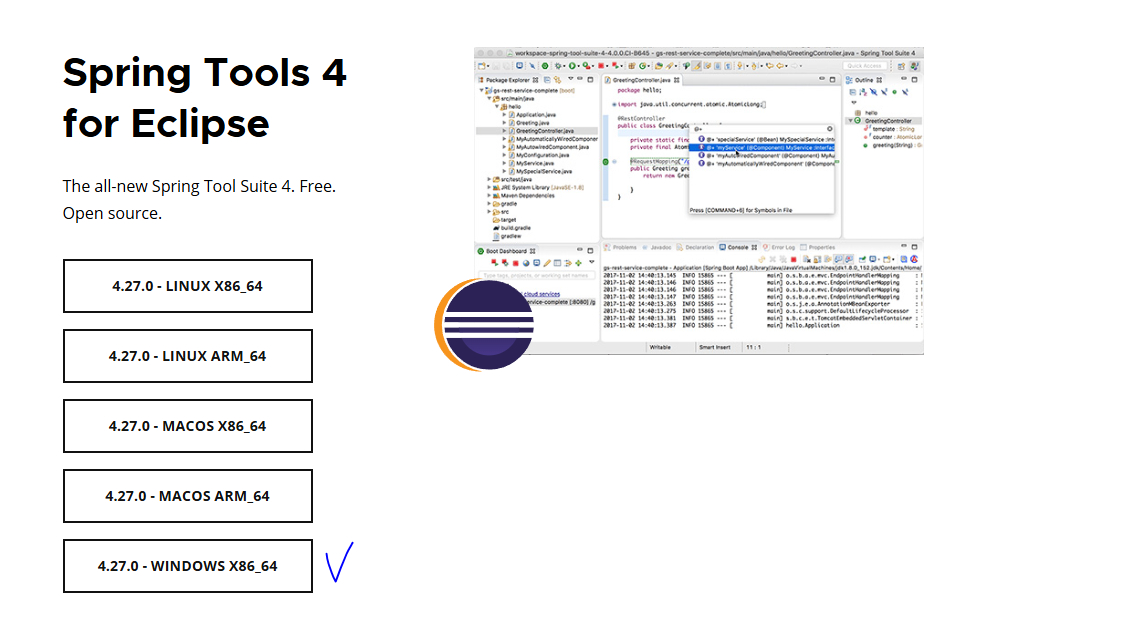 Spring Tools 4
for Eclipse
The all-new Spring Tool Suite 4. Free.
Open source.
4.27.0 - LINUX X86_64
4.27.0 - LINUX ARM_64
4.27.0 - MACOS X86_64
4.27.0 - MACOS ARM_64
4.27.0 - WINDOWS X86_64
workspace-spring-tool-suite-4-4.0.0.CI-B645 - gs-rest-service-complete/src/main/java/hello/GreetingController.java - Spring Tool Suite 4
Quick Access
Package Explorer
gs-rest-service-complete [boot]
src/main/java
hello
Application.java
Greeting.java
GreetingController.java
MyAutomaticallyWiredComponent
MyAutowiredComponent.java
MyConfiguration.java
MyService.java
MySpecialService.java
src/test/java
JRE System Library [JavaSE-1.8]
Maven Dependencies
gradle
src
target
build.gradle
gradlew
GreetingController.java
package hello;
import java.util.concurrent.atomic.AtomicLong;
@RestController
public class GreetingC
private static fina
private final Atom
@RequestMapping("/g
public Greeting gre
return new Gree
}
}
@+
@+ 'specialService' (@Bean) MySpecialService
@+ 'myService' (@Component) MyService
@+ 'myAutowiredComponent' (@Component) MyAu
@+ 'myAutomaticallyWiredComponent' (@Compon
Press [COMMAND+6] for Symbols in File
Outline
hello
GreetingController
template : String
counter : AtomicLon
greeting(String) : G
Boot Dashboard
Type tags, projects, or working set names
cloud services
service-complete [:8080] /g
Problems
Javadoc
Declaration
Console
Error Log
Properties
gs-rest-service-complete - Application [Spring Boot App] /Library/Java/JavaVirtualMachines/jdk1.8.0_152.jdk/Contents/Home/
2017-11-02 14:40:13.145 INFO 15865 --- [ main] o.s.b.a.e.mvc.EndpointHandlerMapping :
2017-11-02 14:40:13.146 INFO 15865 --- [ main] o.s.b.a.e.mvc.EndpointHandlerMapping :
2017-11-02 14:40:13.146 INFO 15865 --- [ main] o.s.b.a.e.mvc.EndpointHandlerMapping :
2017-11-02 14:40:13.147 INFO 15865 --- [ main] o.s.b.a.e.mvc.EndpointHandlerMapping :
2017-11-02 14:40:13.263 INFO 15865 --- [ main] o.s.j.e.a.AnnotationMBeanExporter :
2017-11-02 14:40:13.275 INFO 15865 --- [ main] o.s.c.support.DefaultLifecycleProcessor :
2017-11-02 14:40:13.381 INFO 15865 --- [ main] s.b.c.e.t.TomcatEmbeddedServletContainer :
2017-11-02 14:40:13.387 INFO 15865 --- [ main] hello.Application :
Writable
Smart Insert
11 : 1